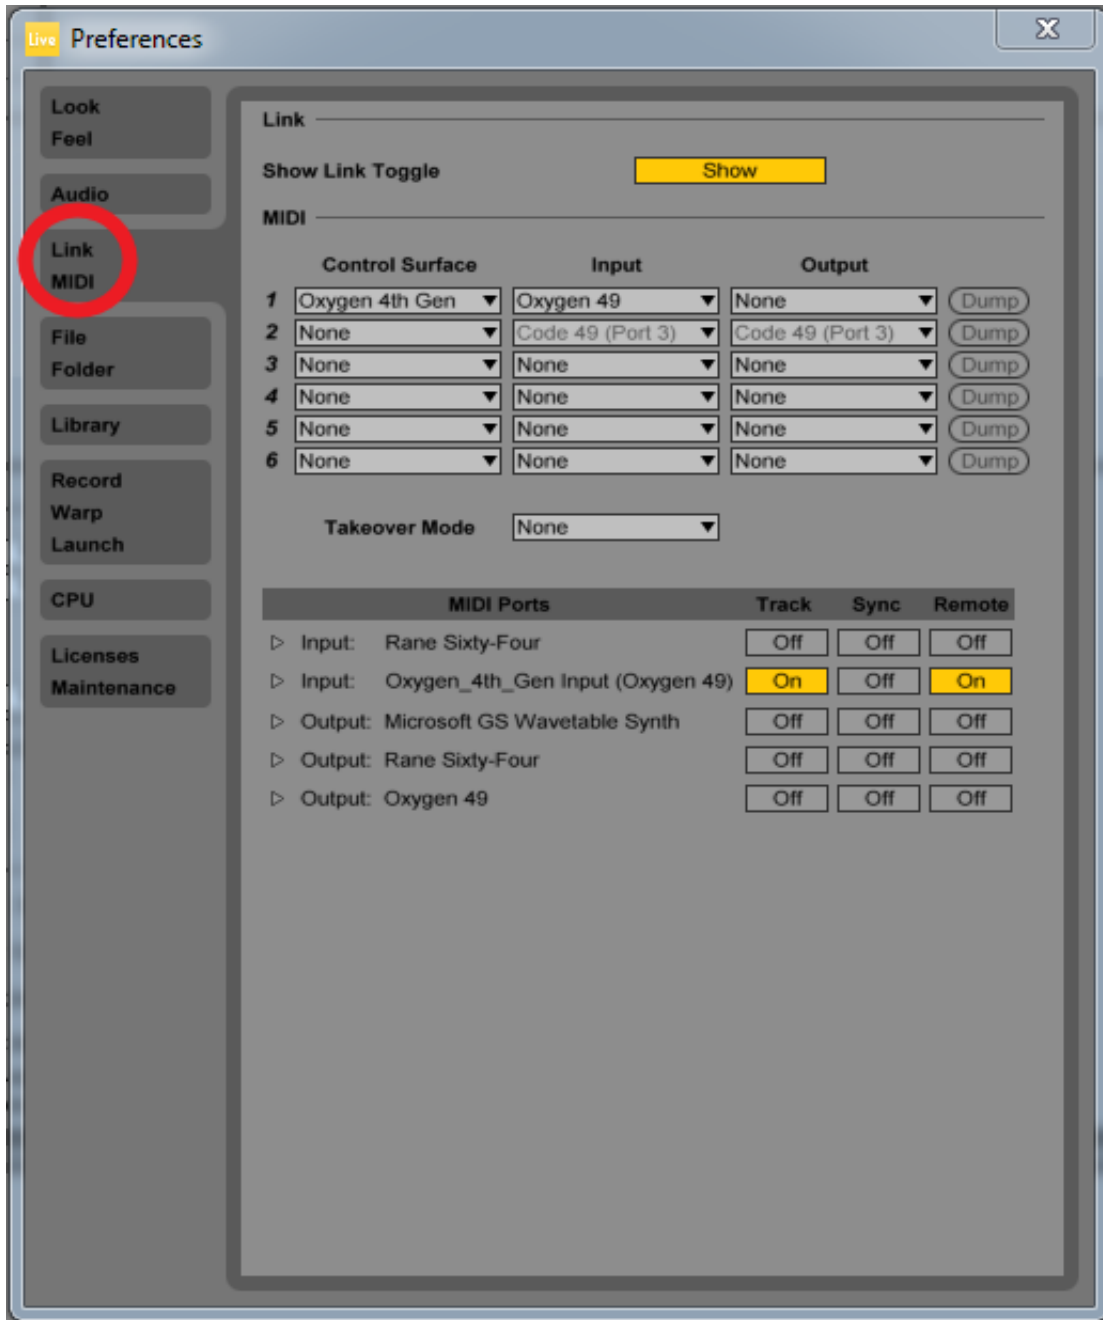 Live Preferences
Look
Feel
Audio
Link
MIDI
File
Folder
Library
Record
Warp
Launch
CPU
Licenses
Maintenance
Link
Show Link Toggle Show
MIDI
Control Surface Input Output
1 Oxygen 4th Gen Oxygen 49 None Dump
2 None Code 49 (Port 3) Code 49 (Port 3) Dump
3 None None None Dump
4 None None None Dump
5 None None None Dump
6 None None None Dump
Takeover Mode None
MIDI Ports Track Sync Remote
Input: Rane Sixty-Four Off Off Off
Input: Oxygen_4th_Gen Input (Oxygen 49) On Off On
Output: Microsoft GS Wavetable Synth Off Off Off
Output: Rane Sixty-Four Off Off Off
Output: Oxygen 49 Off Off Off